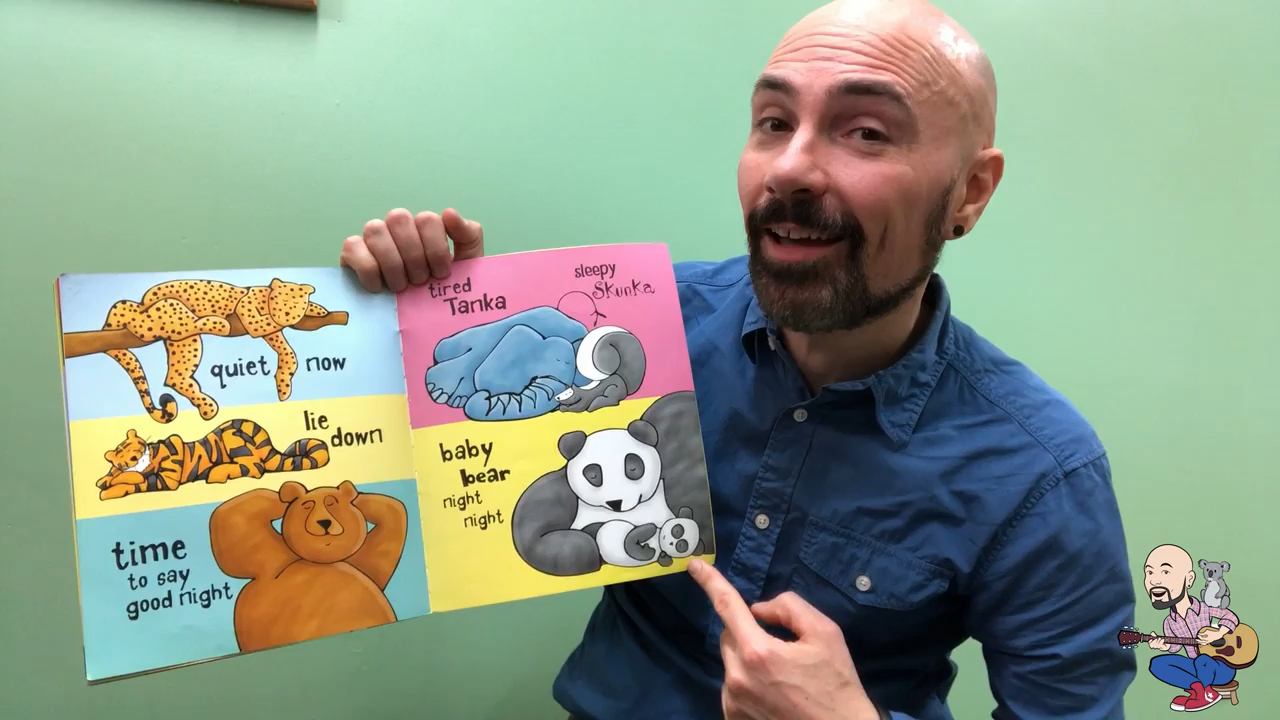 quiet now
lie
down
time
to say
good night
tired
Tanka
sleepy
Skunka
baby
bear
night
night